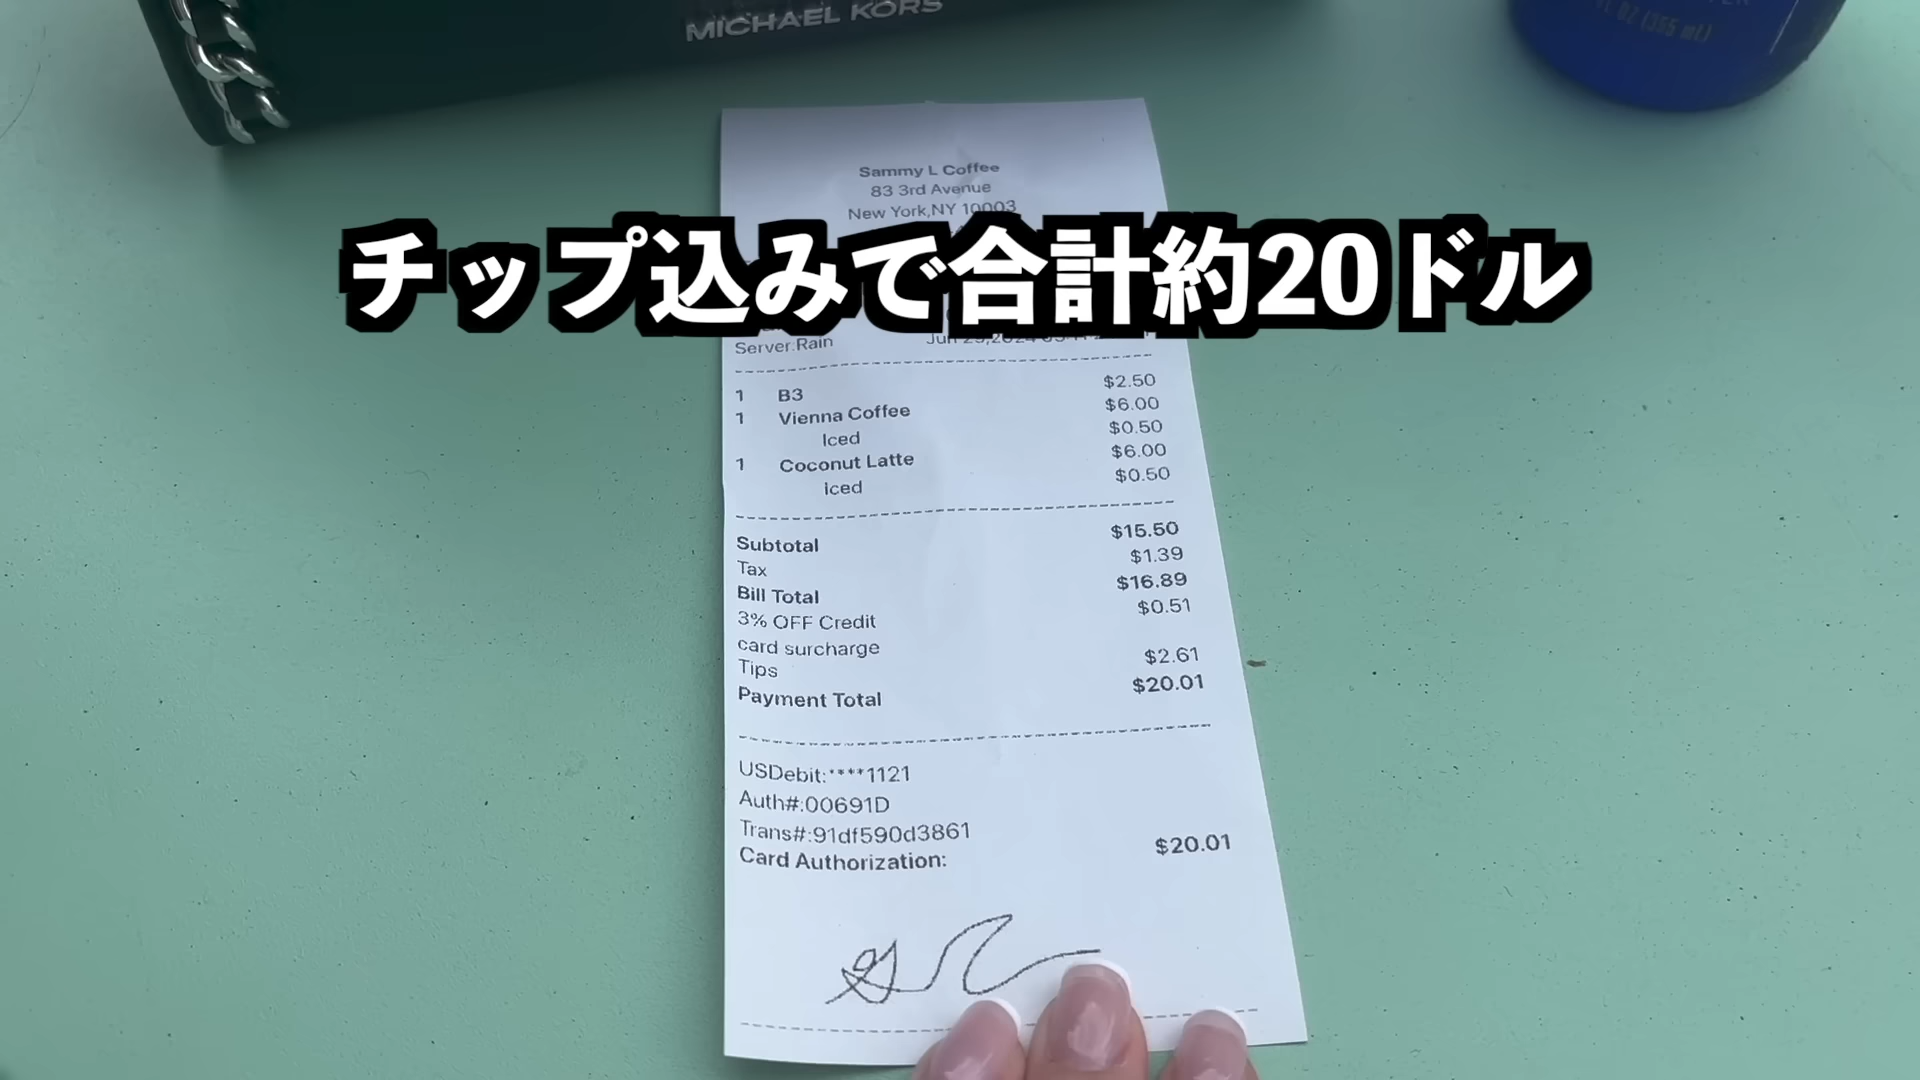 MICHAEL KORS
Sammy L Coffee
83 3rd Avenue
New York,NY 10003
チップ込みで合計約20ドル
Server:Rain
1 B3 $2.50
1 Vienna Coffee $6.00
Iced $0.50
1 Coconut Latte $6.00
Iced $0.50
Subtotal $15.50
Tax $1.39
Bill Total $16.89
3% OFF Credit $0.51
card surcharge
Tips $2.61
Payment Total $20.01
USDebit:****1121
Auth#:00691D
Trans#:91df590d3861
Card Authorization: $20.01